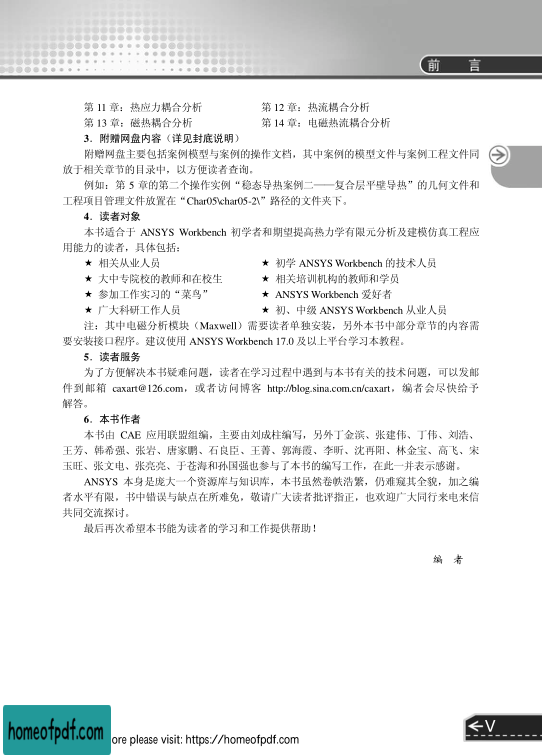 前 言
第 11 章：热应力耦合分析 第 12 章：热流耦合分析
第 13 章：磁热耦合分析 第 14 章：电磁热流耦合分析
3．附赠网盘内容（详见封底说明）
附赠网盘主要包括案例模型与案例的操作文档，其中案例的模型文件与案例工程文件同
放于相关章节的目录中，以方便读者查询。
例如：第 5 章的第二个操作实例“稳态导热案例二——复合层平壁导热”的几何文件和
工程项目管理文件放置在“Char05\char05-2\”路径的文件夹下。
4．读者对象
本书适合于 ANSYS Workbench 初学者和期望提高热力学有限元分析及建模仿真工程应
用能力的读者，具体包括：
★ 相关从业人员 ★ 初学 ANSYS Workbench 的技术人员
★ 大中专院校的教师和在校生 ★ 相关培训机构的教师和学员
★ 参加工作实习的“菜鸟” ★ ANSYS Workbench 爱好者
★ 广大科研工作人员 ★ 初、中级 ANSYS Workbench 从业人员
注：其中电磁分析模块（Maxwell）需要读者单独安装，另外本书中部分章节的内容需
要安装接口程序。建议使用 ANSYS Workbench 17.0 及以上平台学习本教程。
5．读者服务
为了方便解决本书疑难问题，读者在学习过程中遇到与本书有关的技术问题，可以发邮
件到邮箱 caxart@126.com，或者访问博客 http://blog.sina.com.cn/caxart，编者会尽快给予
解答。
6．本书作者
本书由 CAE 应用联盟组编，主要由刘成柱编写，另外丁金滨、张建伟、丁伟、刘浩、
王芳、韩希强、张岩、唐家鹏、石良臣、王菁、郭海霞、李昕、沈再阳、林金宝、高飞、宋
玉旺、张文电、张亮亮、于苍海和孙国强也参与了本书的编写工作，在此一并表示感谢。
ANSYS 本身是庞大一个资源库与知识库，本书虽然卷帙浩繁，仍难窥其全貌，加之编
者水平有限，书中错误与缺点在所难免，敬请广大读者批评指正，也欢迎广大同行来电来信
共同交流探讨。
最后再次希望本书能为读者的学习和工作提供帮助！
编 者
V
homeofpdf.com
ore please visit: https://homeofpdf.com